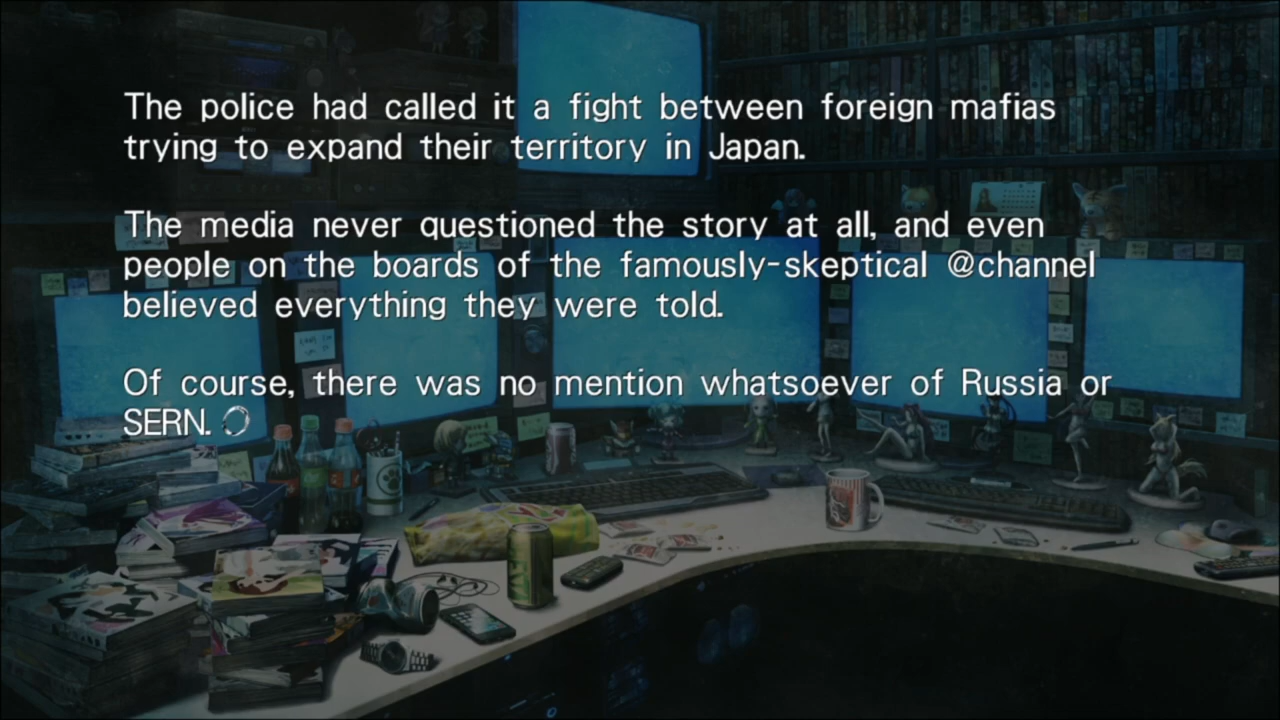 The police had called it a fight between foreign mafias
trying to expand their territory in Japan.
The media never questioned the story at all, and even
people on the boards of the famously-skeptical @channel
believed everything they were told.
Of course, there was no mention whatsoever of Russia or
SERN.